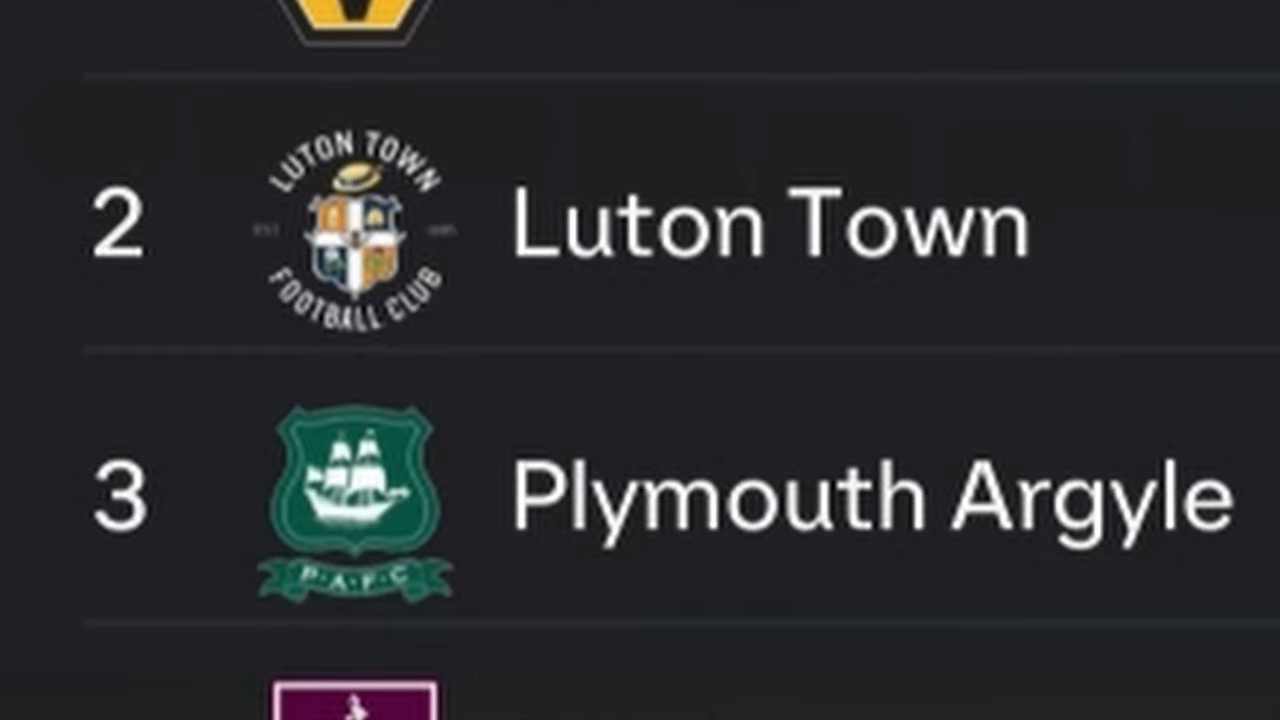 LUTON TOWN
2
Luton Town
FOOTBALL CLUB
3
Plymouth Argyle
P·A·F·C